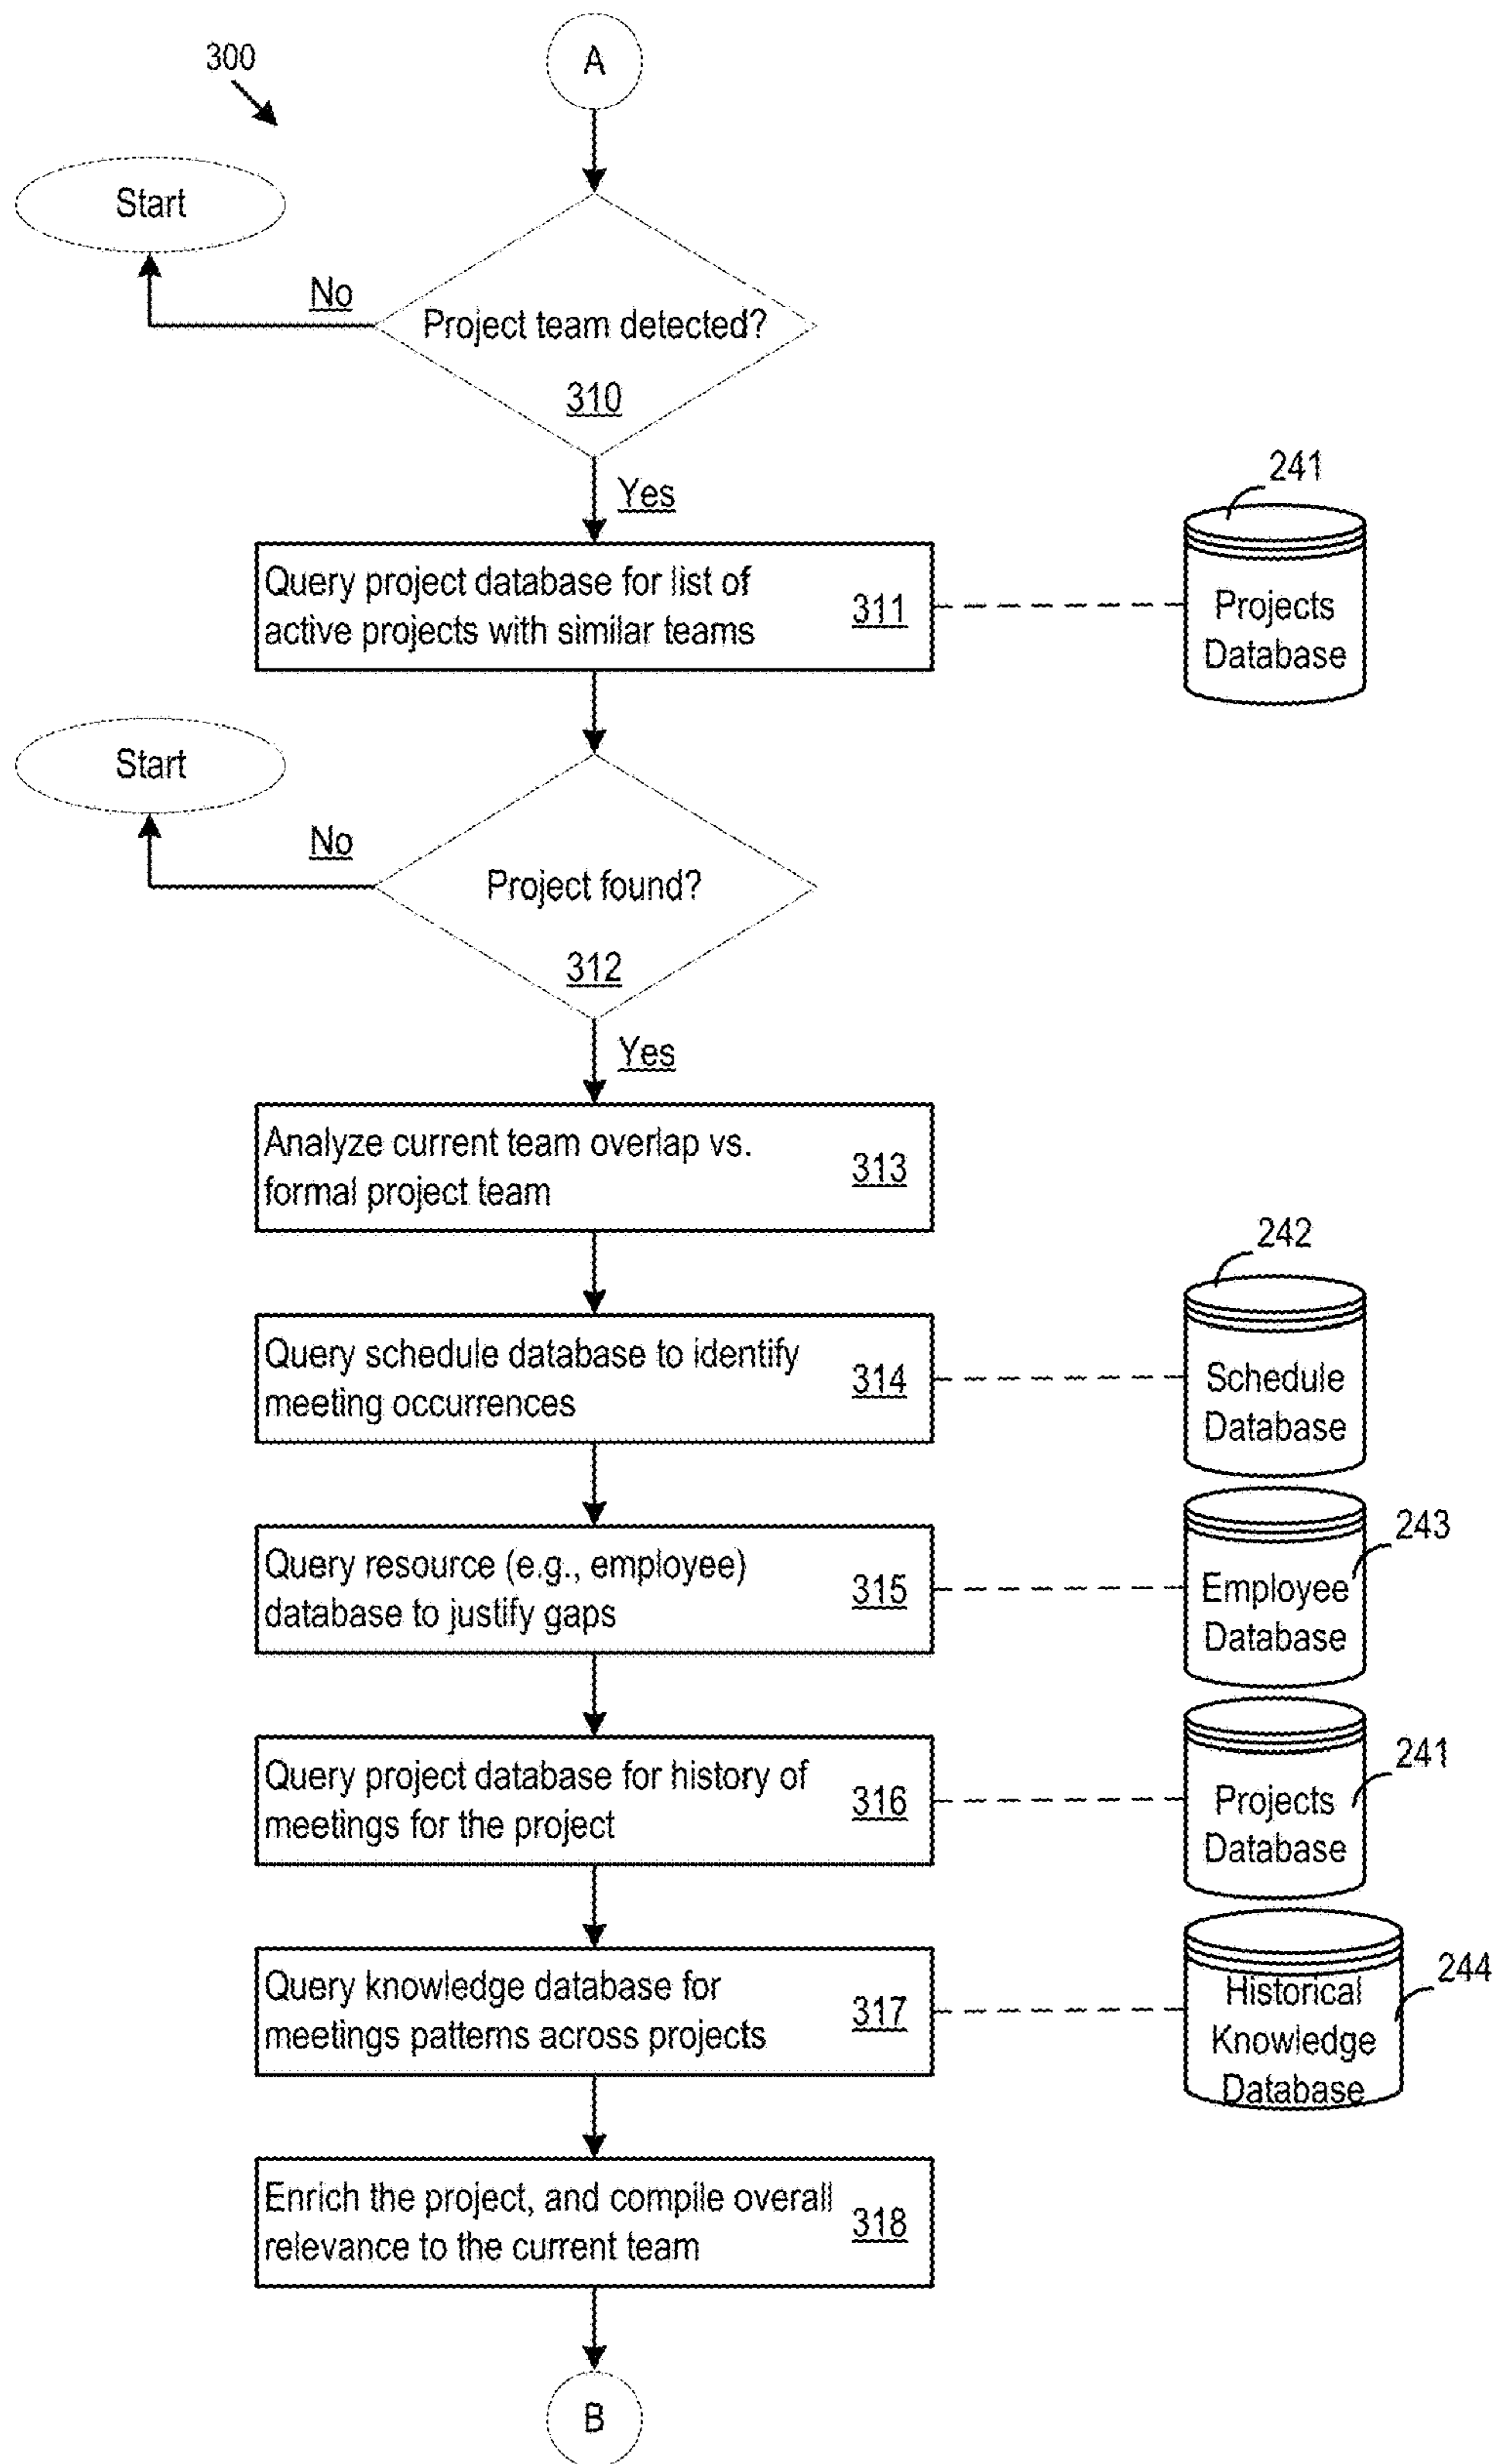 300
A
Start
No
Project team detected?
310
Yes
241
Query project database for list of
active projects with similar teams
311
Projects
Database
Start
No
Project found?
312
Yes
Analyze current team overlap vs.
formal project team
313
242
Query schedule database to identify
meeting occurrences
314
Schedule
Database
243
Query resource (e.g., employee)
database to justify gaps
315
Employee
Database
241
Query project database for history of
meetings for the project
316
Projects
Database
244
Query knowledge database for
meetings patterns across projects
317
Historical
Knowledge
Database
Enrich the project, and compile overall
relevance to the current team
318
B